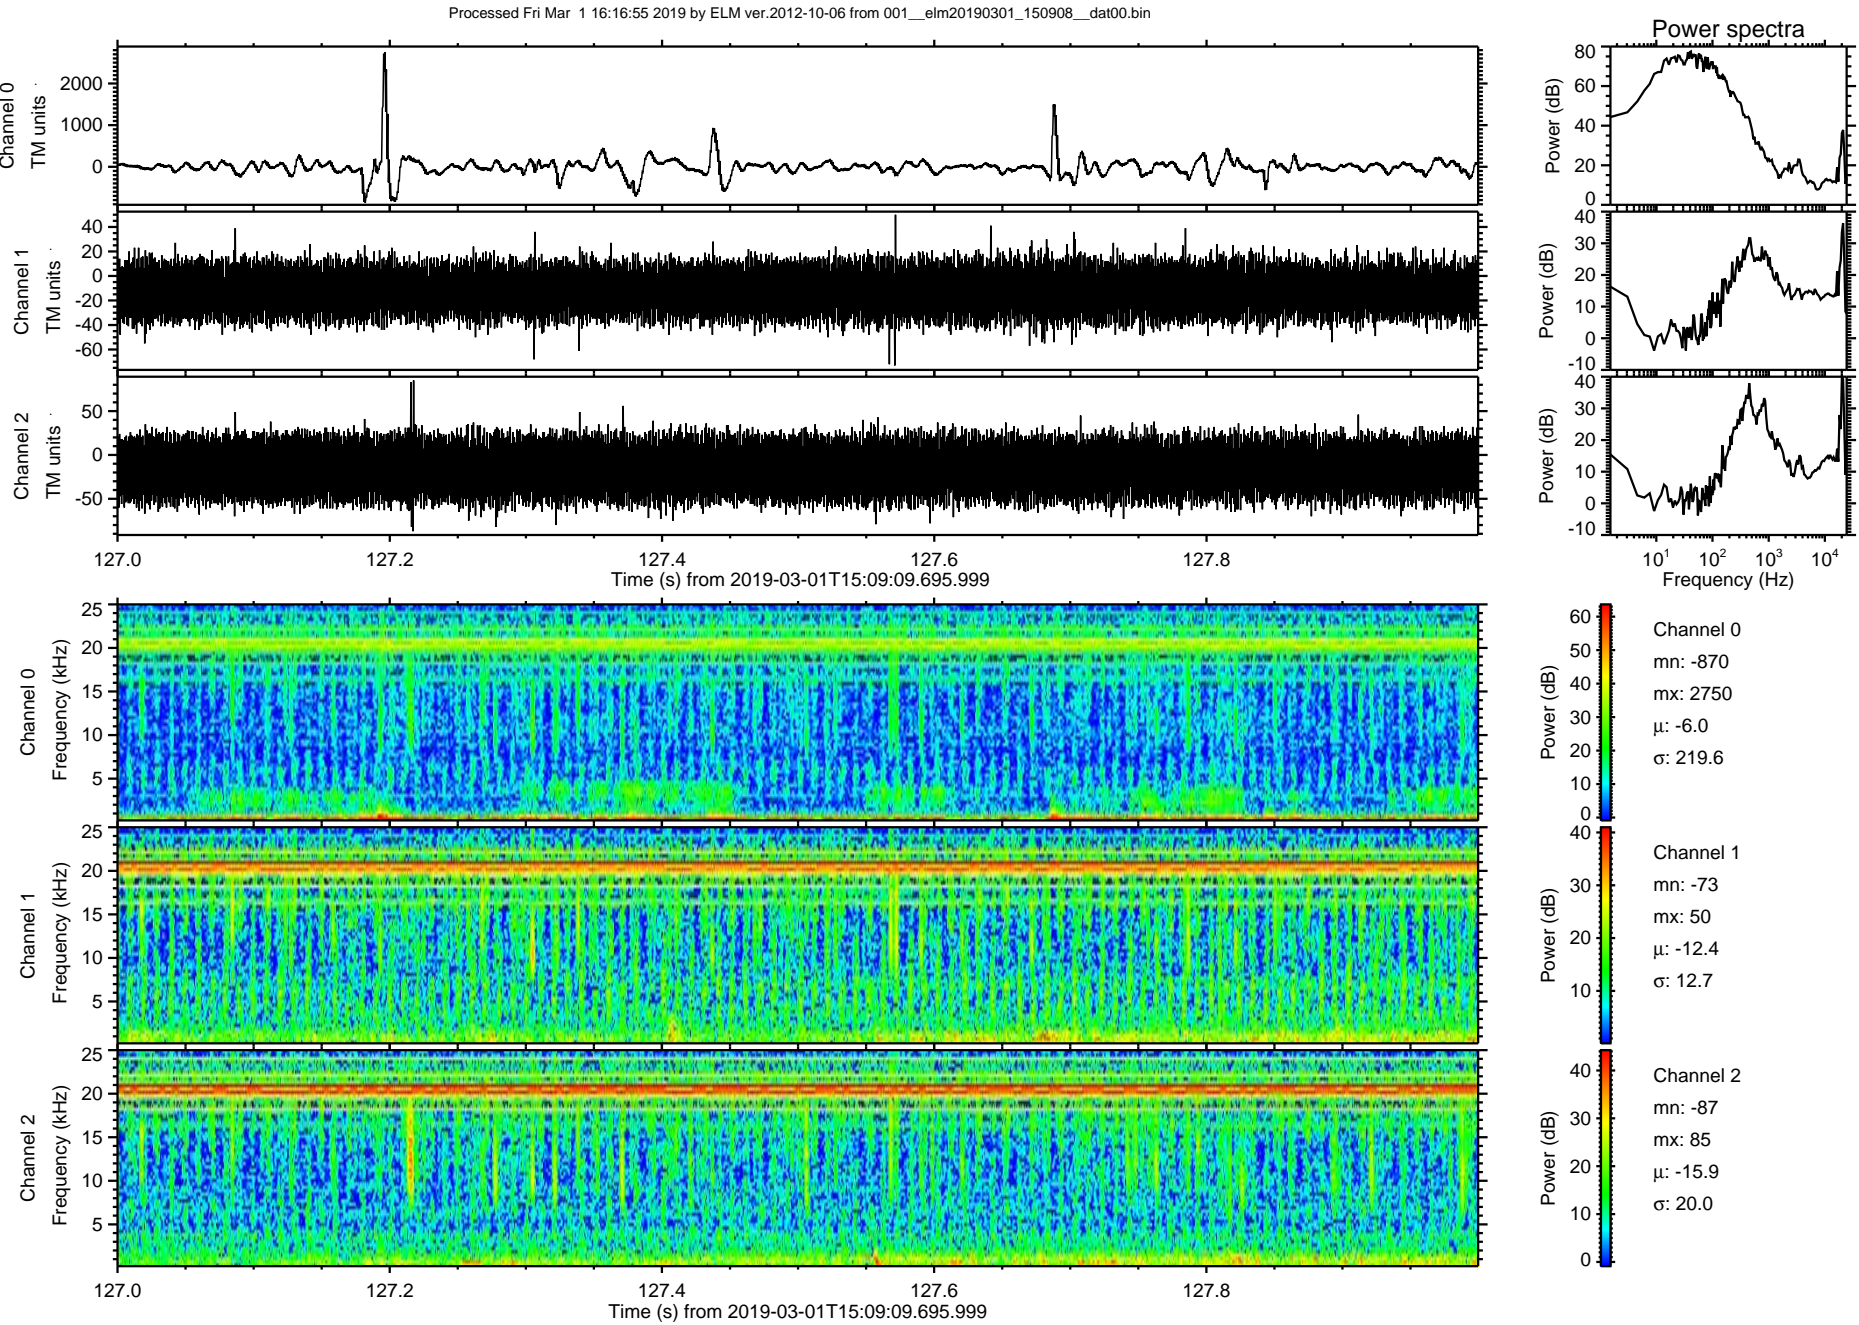 Processed Fri Mar  1 16:16:55 2019 by ELM ver.2012-10-06 from 001__elm20190301_150908__dat00.bin
Power spectra
Channel 0
TM units
2000
1000
0
Power (dB)
80
60
40
20
0
Channel 1
TM units
40
20
0
-20
-40
-60
Power (dB)
40
30
20
10
0
-10
Channel 2
TM units
50
0
-50
Power (dB)
40
30
20
10
0
-10
127.0 127.2 127.4 127.6 127.8
Time (s) from 2019-03-01T15:09:09.695.999
10¹ 10² 10³ 10⁴
Frequency (Hz)
Channel 0
Frequency (kHz)
25
20
15
10
5
Power (dB)
60
50
40
30
20
10
0
Channel 0
mn: -870
mx: 2750
μ: -6.0
σ: 219.6
Channel 1
Frequency (kHz)
25
20
15
10
5
Power (dB)
40
30
20
10
Channel 1
mn: -73
mx: 50
μ: -12.4
σ: 12.7
Channel 2
Frequency (kHz)
25
20
15
10
5
Power (dB)
40
30
20
10
0
Channel 2
mn: -87
mx: 85
μ: -15.9
σ: 20.0
127.0 127.2 127.4 127.6 127.8
Time (s) from 2019-03-01T15:09:09.695.999